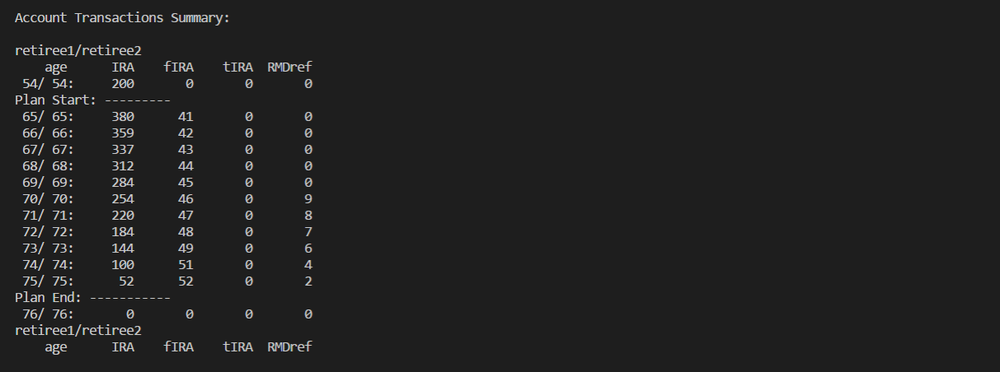 Account Transactions Summary:
retiree1/retiree2
age IRA fIRA tIRA RMDref
54/ 54: 200 0 0 0
Plan Start: ---------
65/ 65: 380 41 0 0
66/ 66: 359 42 0 0
67/ 67: 337 43 0 0
68/ 68: 312 44 0 0
69/ 69: 284 45 0 0
70/ 70: 254 46 0 9
71/ 71: 220 47 0 8
72/ 72: 184 48 0 7
73/ 73: 144 49 0 6
74/ 74: 100 51 0 4
75/ 75: 52 52 0 2
Plan End: -----------
76/ 76: 0 0 0 0
retiree1/retiree2
age IRA fIRA tIRA RMDref